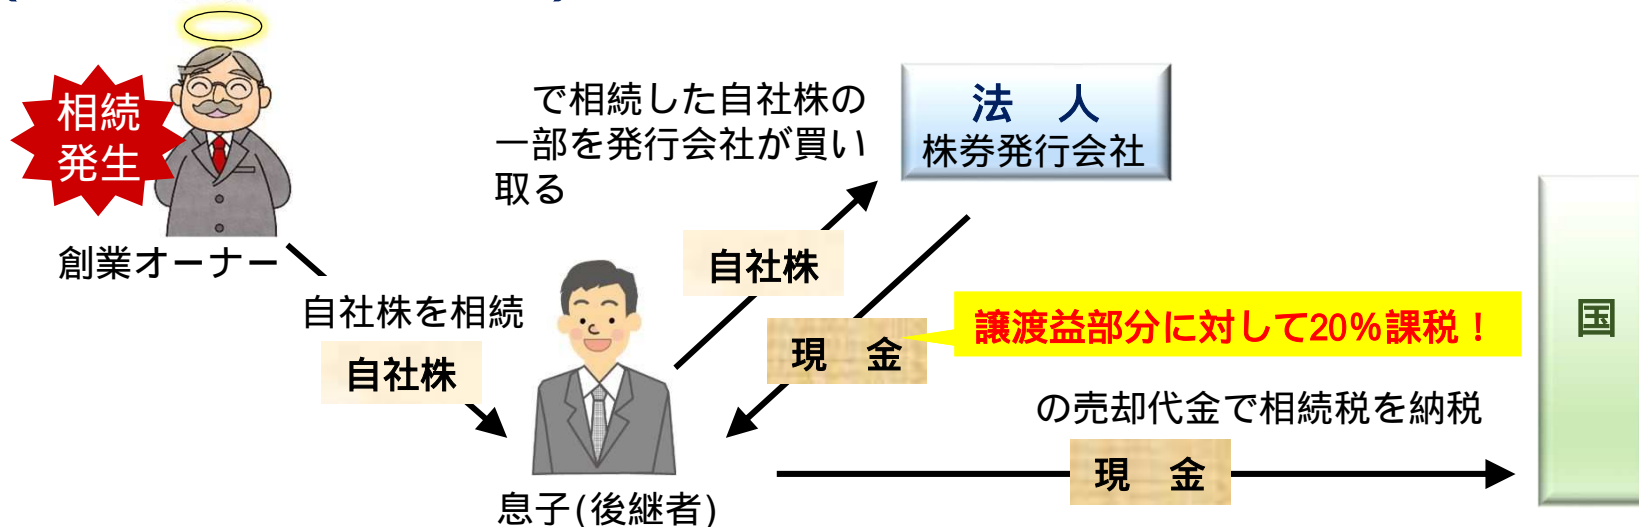 相続
発生
創業オーナー
自社株を相続
自社株
息子(後継者)
で相続した自社株の
一部を発行会社が買い
取る
自社株
法　人
株券発行会社
現　金
譲渡益部分に対して20%課税！
の売却代金で相続税を納税
現　金
国